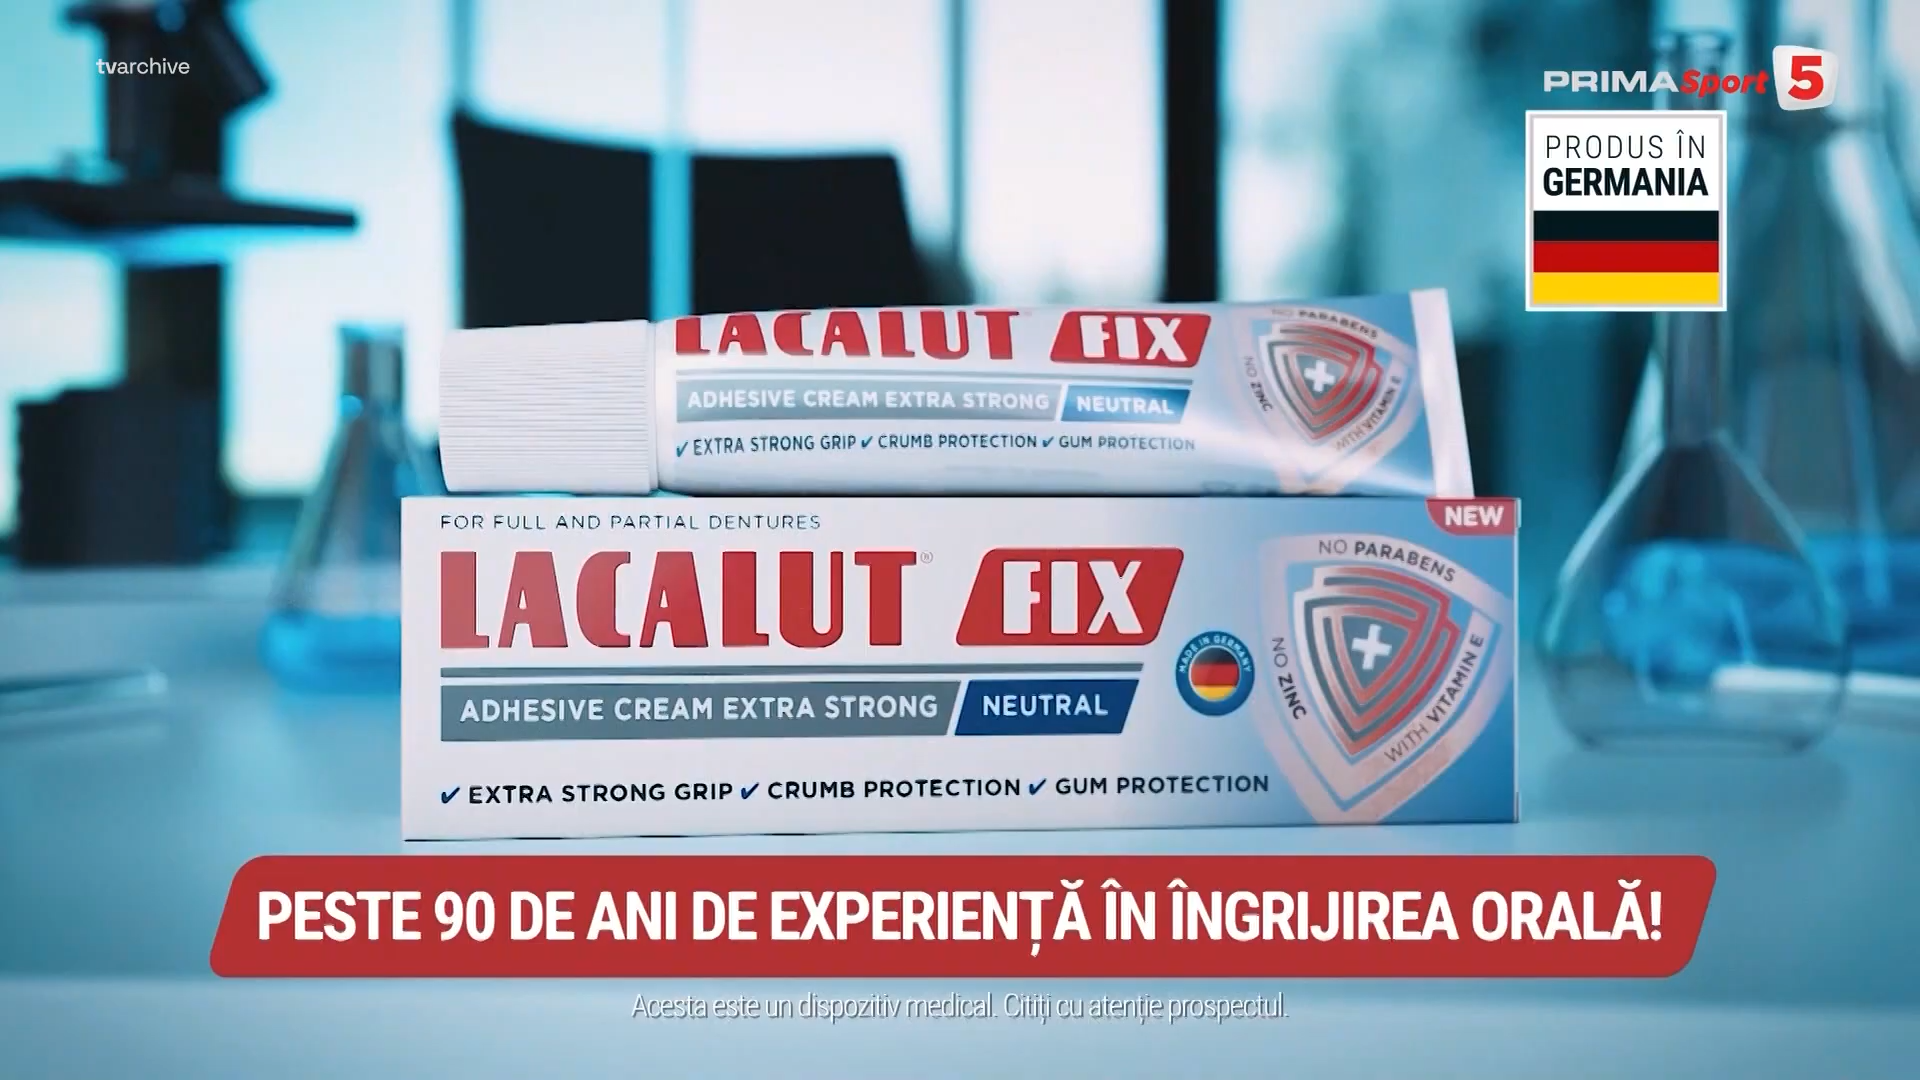 tvarchive
PRIMA Sport 5
PRODUS ÎN
GERMANIA
LACALUT FIX
ADHESIVE CREAM EXTRA STRONG NEUTRAL
✓ EXTRA STRONG GRIP ✓ CRUMB PROTECTION ✓ GUM PROTECTION
NO PARABENS
NO ZINC
WITH VITAMIN E
FOR FULL AND PARTIAL DENTURES
NEW
LACALUT® FIX
ADHESIVE CREAM EXTRA STRONG NEUTRAL
MADE IN GERMANY
✓ EXTRA STRONG GRIP ✓ CRUMB PROTECTION ✓ GUM PROTECTION
NO PARABENS
NO ZINC
WITH VITAMIN E
PESTE 90 DE ANI DE EXPERIENȚĂ ÎN ÎNGRIJIREA ORALĂ!
Acesta este un dispozitiv medical. Citiți cu atenție prospectul.